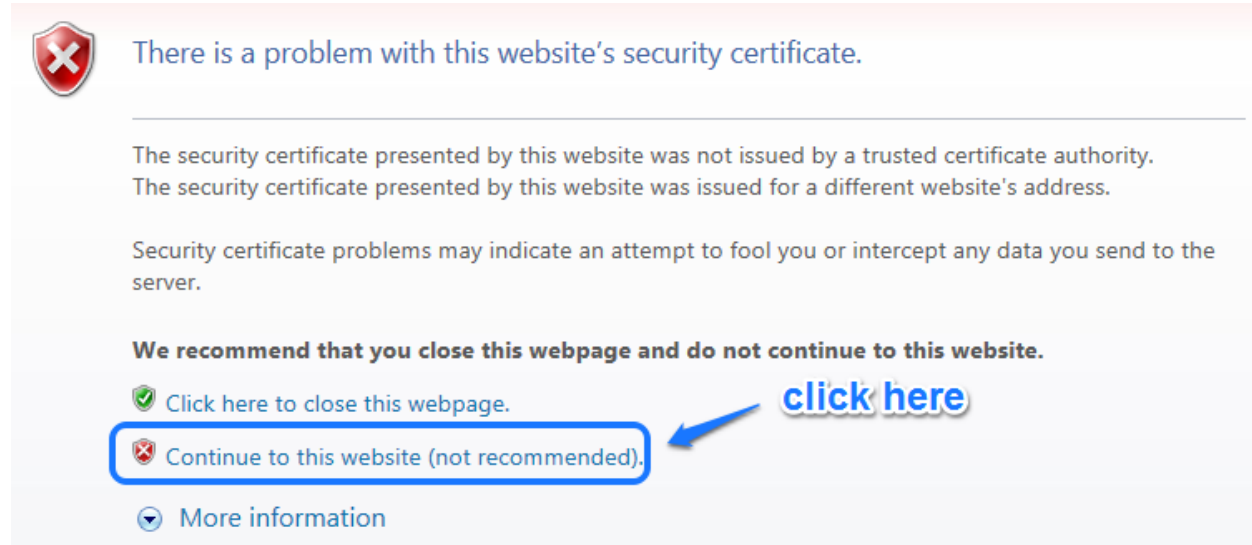 There is a problem with this website's security certificate.
The security certificate presented by this website was not issued by a trusted certificate authority.
The security certificate presented by this website was issued for a different website's address.
Security certificate problems may indicate an attempt to fool you or intercept any data you send to the
server.
We recommend that you close this webpage and do not continue to this website.
click here
Click here to close this webpage.
Continue to this website (not recommended).
More information